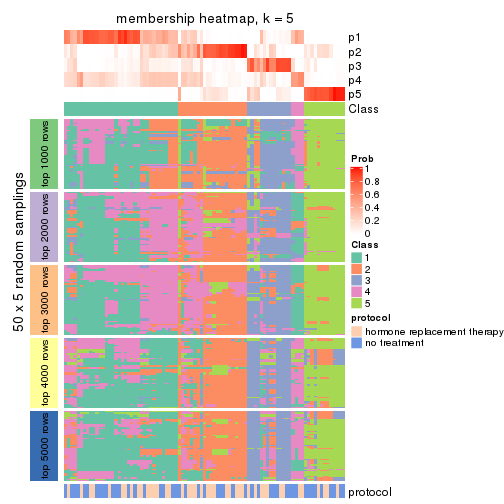 membership heatmap, k = 5
p1
p2
p3
p4
p5
Class
50 x 5 random samplings
top 1000 rows
top 2000 rows
top 3000 rows
top 4000 rows
top 5000 rows
protocol
Prob
1
0.8
0.6
0.4
0.2
0
Class
1
2
3
4
5
protocol
hormone replacement therapy
no treatment